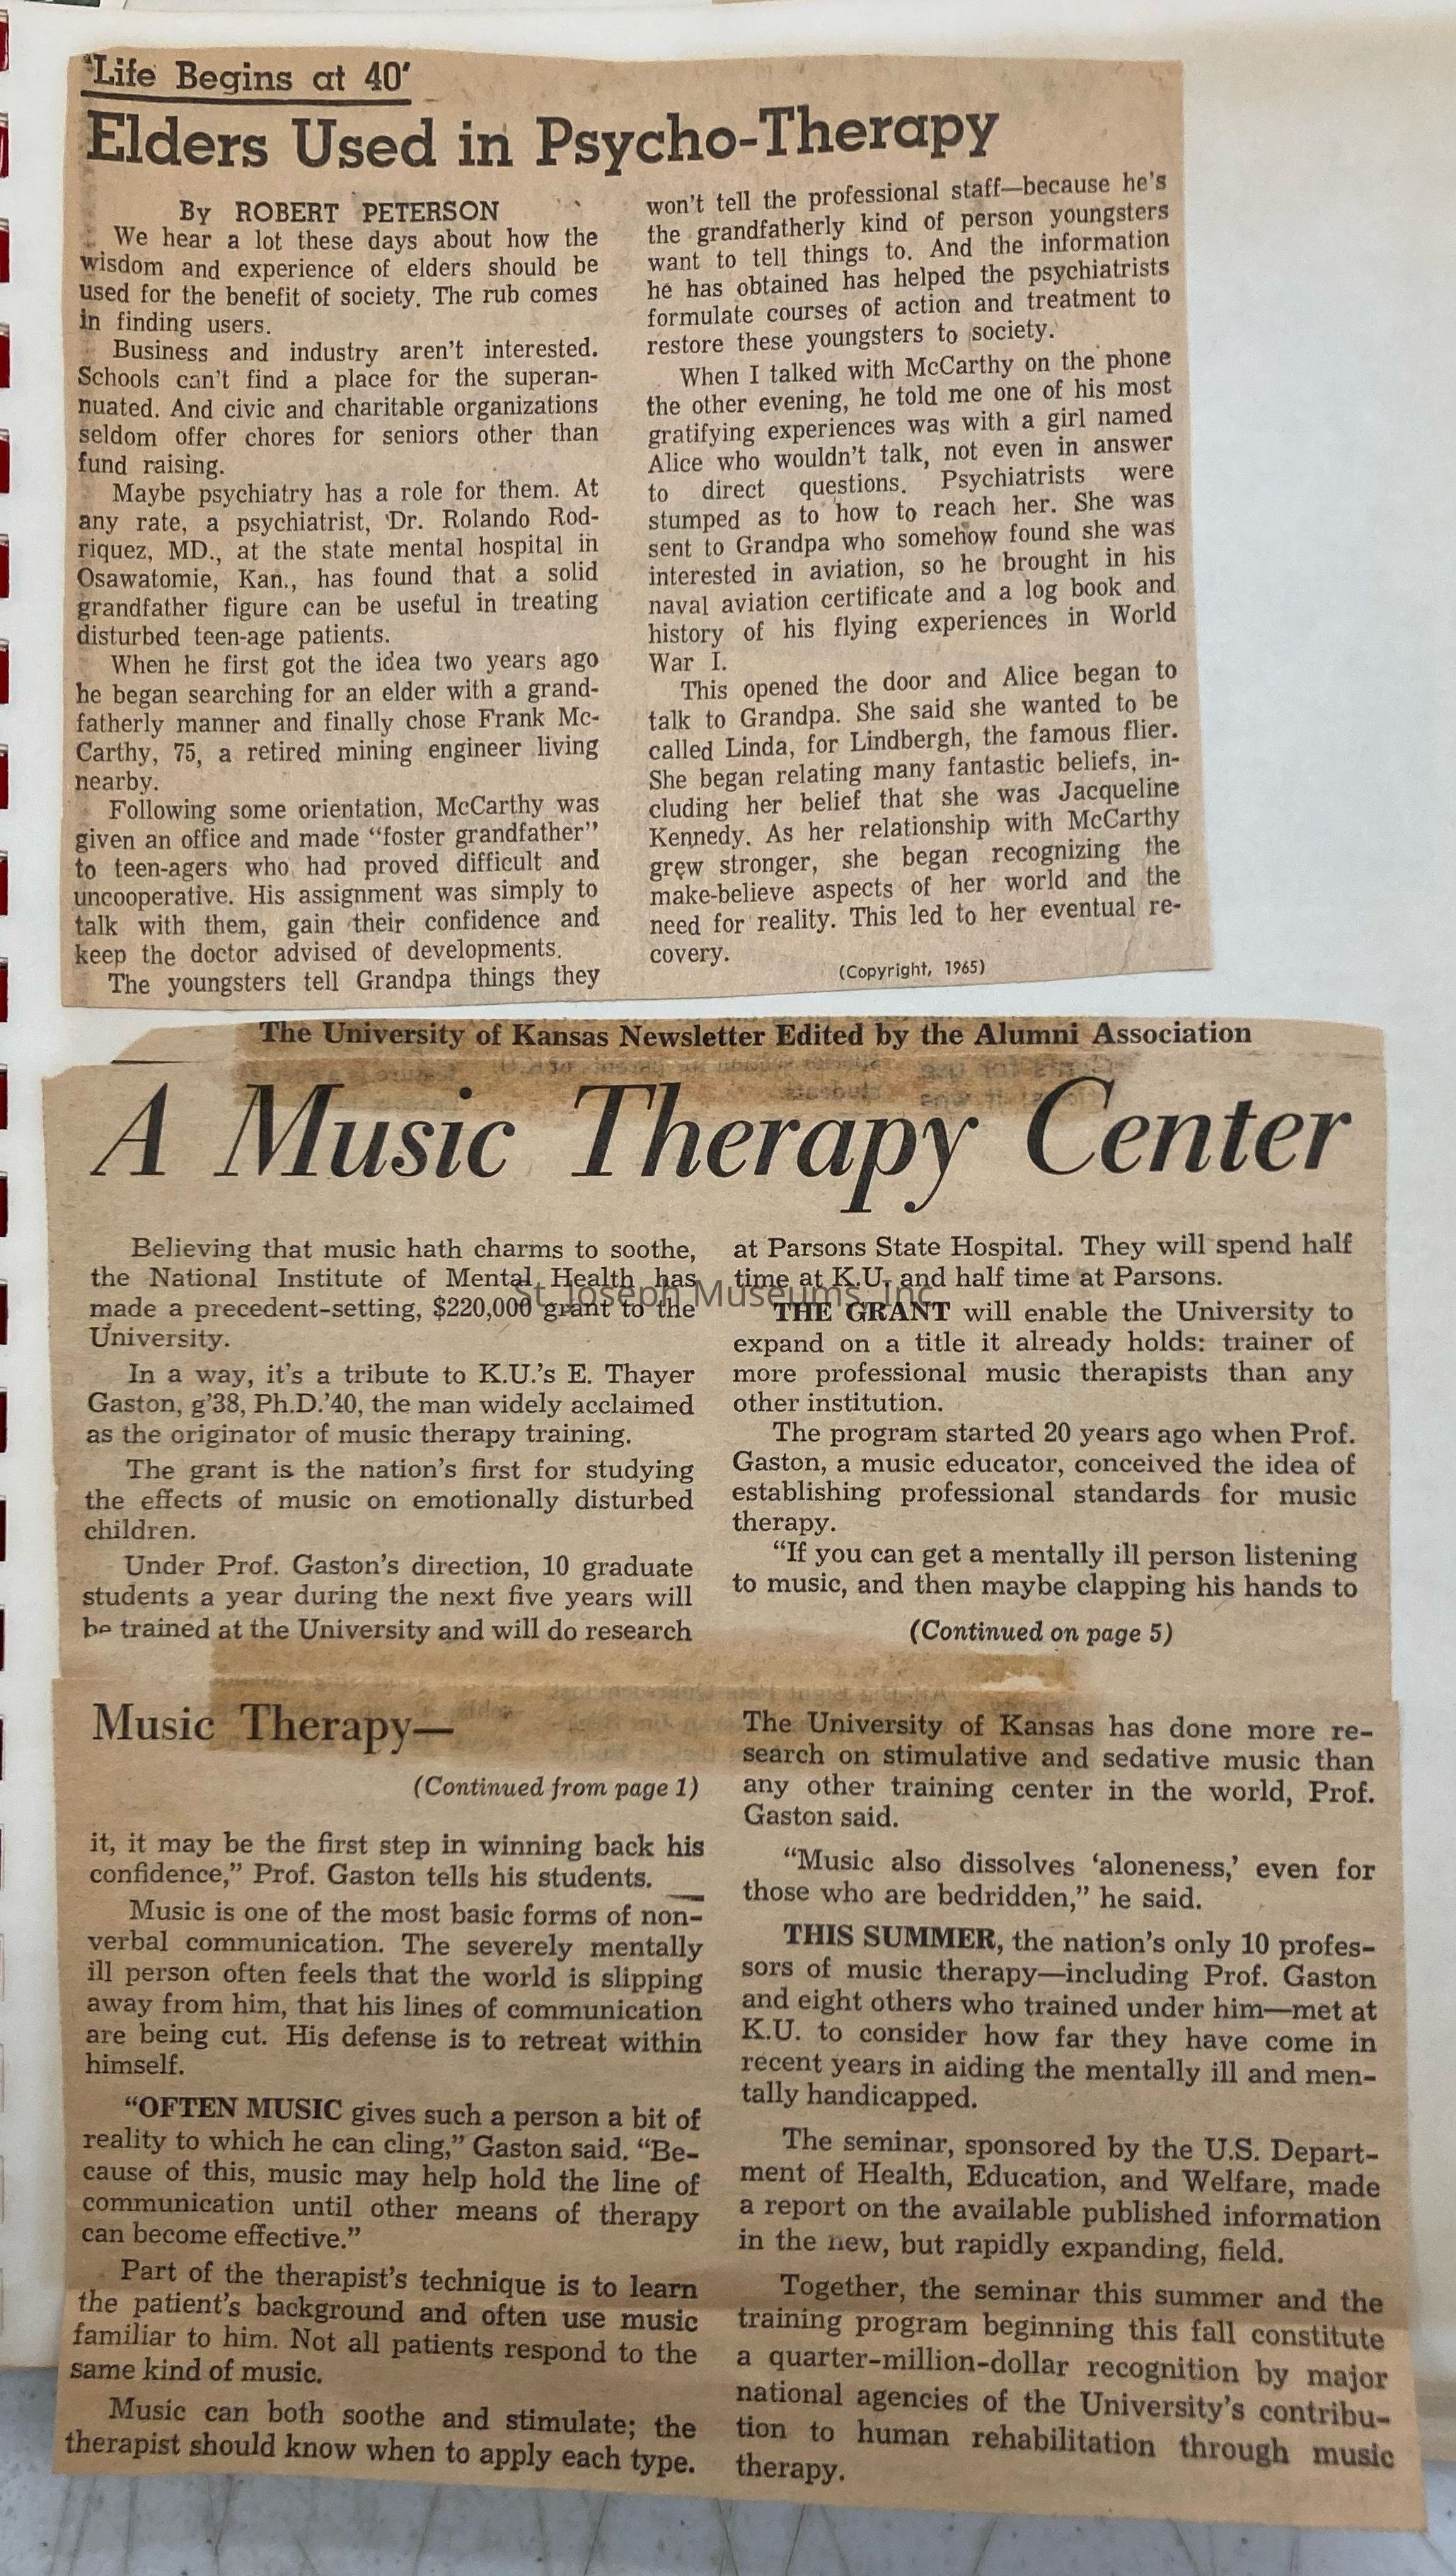 'Life Begins at 40'
Elders Used in Psycho-Therapy
By ROBERT PETERSON
We hear a lot these days about how the
wisdom and experience of elders should be
used for the benefit of society. The rub comes
in finding users.
Business and industry aren't interested.
Schools can't find a place for the superan-
nuated. And civic and charitable organizations
seldom offer chores for seniors other than
fund raising.
Maybe psychiatry has a role for them. At
any rate, a psychiatrist, Dr. Rolando Rod-
riquez, MD., at the state mental hospital in
Osawatomie, Kan., has found that a solid
grandfather figure can be useful in treating
disturbed teen-age patients.
When he first got the idea two years ago
he began searching for an elder with a grand-
fatherly manner and finally chose Frank Mc-
Carthy, 75, a retired mining engineer living
nearby.
Following some orientation, McCarthy was
given an office and made "foster grandfather"
to teen-agers who had proved difficult and
uncooperative. His assignment was simply to
talk with them, gain their confidence and
keep the doctor advised of developments.
The youngsters tell Grandpa things they
won't tell the professional staff—because he's
the grandfatherly kind of person youngsters
want to tell things to. And the information
he has obtained has helped the psychiatrists
formulate courses of action and treatment to
restore these youngsters to society.
When I talked with McCarthy on the phone
the other evening, he told me one of his most
gratifying experiences was with a girl named
Alice who wouldn't talk, not even in answer
to direct questions. Psychiatrists were
stumped as to how to reach her. She was
sent to Grandpa who somehow found she was
interested in aviation, so he brought in his
naval aviation certificate and a log book and
history of his flying experiences in World
War I.
This opened the door and Alice began to
talk to Grandpa. She said she wanted to be
called Linda, for Lindbergh, the famous flier.
She began relating many fantastic beliefs, in-
cluding her belief that she was Jacqueline
Kennedy. As her relationship with McCarthy
grew stronger, she began recognizing the
make-believe aspects of her world and the
need for reality. This led to her eventual re-
covery.
(Copyright, 1965)
The University of Kansas Newsletter Edited by the Alumni Association
A Music Therapy Center
Believing that music hath charms to soothe,
the National Institute of Mental Health has
made a precedent-setting, $220,000 grant to the
University.
In a way, it's a tribute to K.U.'s E. Thayer
Gaston, g'38, Ph.D.'40, the man widely acclaimed
as the originator of music therapy training.
The grant is the nation's first for studying
the effects of music on emotionally disturbed
children.
Under Prof. Gaston's direction, 10 graduate
students a year during the next five years will
be trained at the University and will do research
at Parsons State Hospital. They will spend half
time at K.U. and half time at Parsons.
THE GRANT will enable the University to
expand on a title it already holds: trainer of
more professional music therapists than any
other institution.
The program started 20 years ago when Prof.
Gaston, a music educator, conceived the idea of
establishing professional standards for music
therapy.
"If you can get a mentally ill person listening
to music, and then maybe clapping his hands to
(Continued on page 5)
St. Joseph Museums, Inc.
Music Therapy—
(Continued from page 1)
it, it may be the first step in winning back his
confidence," Prof. Gaston tells his students.
Music is one of the most basic forms of non-
verbal communication. The severely mentally
ill person often feels that the world is slipping
away from him, that his lines of communication
are being cut. His defense is to retreat within
himself.
"OFTEN MUSIC gives such a person a bit of
reality to which he can cling," Gaston said. "Be-
cause of this, music may help hold the line of
communication until other means of therapy
can become effective."
Part of the therapist's technique is to learn
the patient's background and often use music
familiar to him. Not all patients respond to the
same kind of music.
Music can both soothe and stimulate; the
therapist should know when to apply each type.
The University of Kansas has done more re-
search on stimulative and sedative music than
any other training center in the world, Prof.
Gaston said.
"Music also dissolves 'aloneness,' even for
those who are bedridden," he said.
THIS SUMMER, the nation's only 10 profes-
sors of music therapy—including Prof. Gaston
and eight others who trained under him—met at
K.U. to consider how far they have come in
recent years in aiding the mentally ill and men-
tally handicapped.
The seminar, sponsored by the U.S. Depart-
ment of Health, Education, and Welfare, made
a report on the available published information
in the new, but rapidly expanding, field.
Together, the seminar this summer and the
training program beginning this fall constitute
a quarter-million-dollar recognition by major
national agencies of the University's contribu-
tion to human rehabilitation through music
therapy.